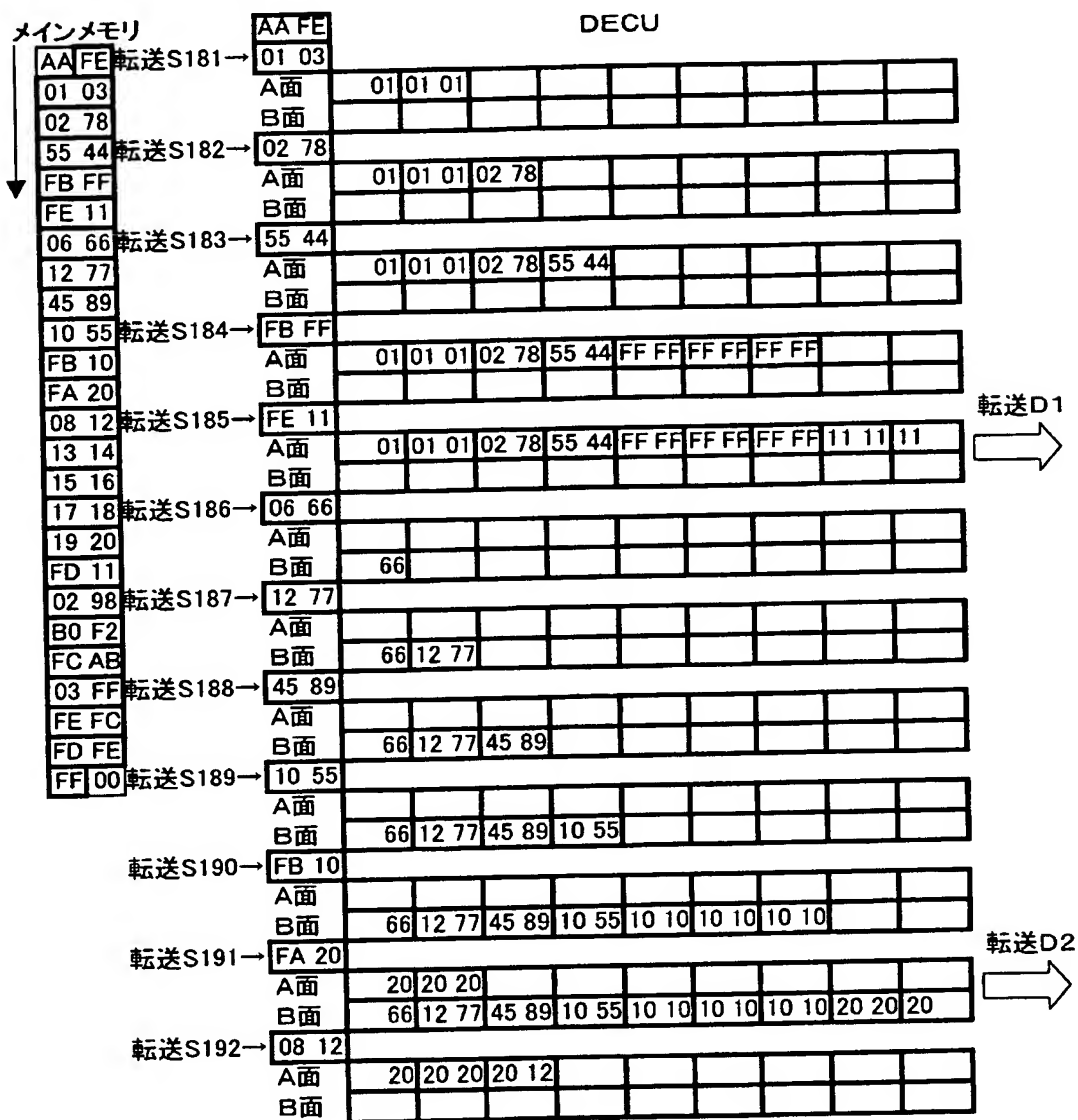 メインメモリ
AA FE
01 03
02 78
55 44
FB FF
FE 11
06 66
12 77
45 89
10 55
FB 10
FA 20
08 12
13 14
15 16
17 18
19 20
FD 11
02 98
B0 F2
FC AB
03 FF
FE FC
FD FE
FF 00
DECU
AA FE
転送S181→ 01 03
A面 01 01 01
B面
転送S182→ 02 78
A面 01 01 01 02 78
B面
転送S183→ 55 44
A面 01 01 01 02 78 55 44
B面
転送S184→ FB FF
A面 01 01 01 02 78 55 44 FF FF FF FF FF FF
B面
転送S185→ FE 11
A面 01 01 01 02 78 55 44 FF FF FF FF FF FF 11 11 11
B面
転送D1
転送S186→ 06 66
A面
B面 66
転送S187→ 12 77
A面
B面 66 12 77
転送S188→ 45 89
A面
B面 66 12 77 45 89
転送S189→ 10 55
A面
B面 66 12 77 45 89 10 55
転送S190→ FB 10
A面
B面 66 12 77 45 89 10 55 10 10 10 10 10 10
転送S191→ FA 20
A面 20 20 20
B面 66 12 77 45 89 10 55 10 10 10 10 10 10 20 20 20
転送D2
転送S192→ 08 12
A面 20 20 20 20 12
B面